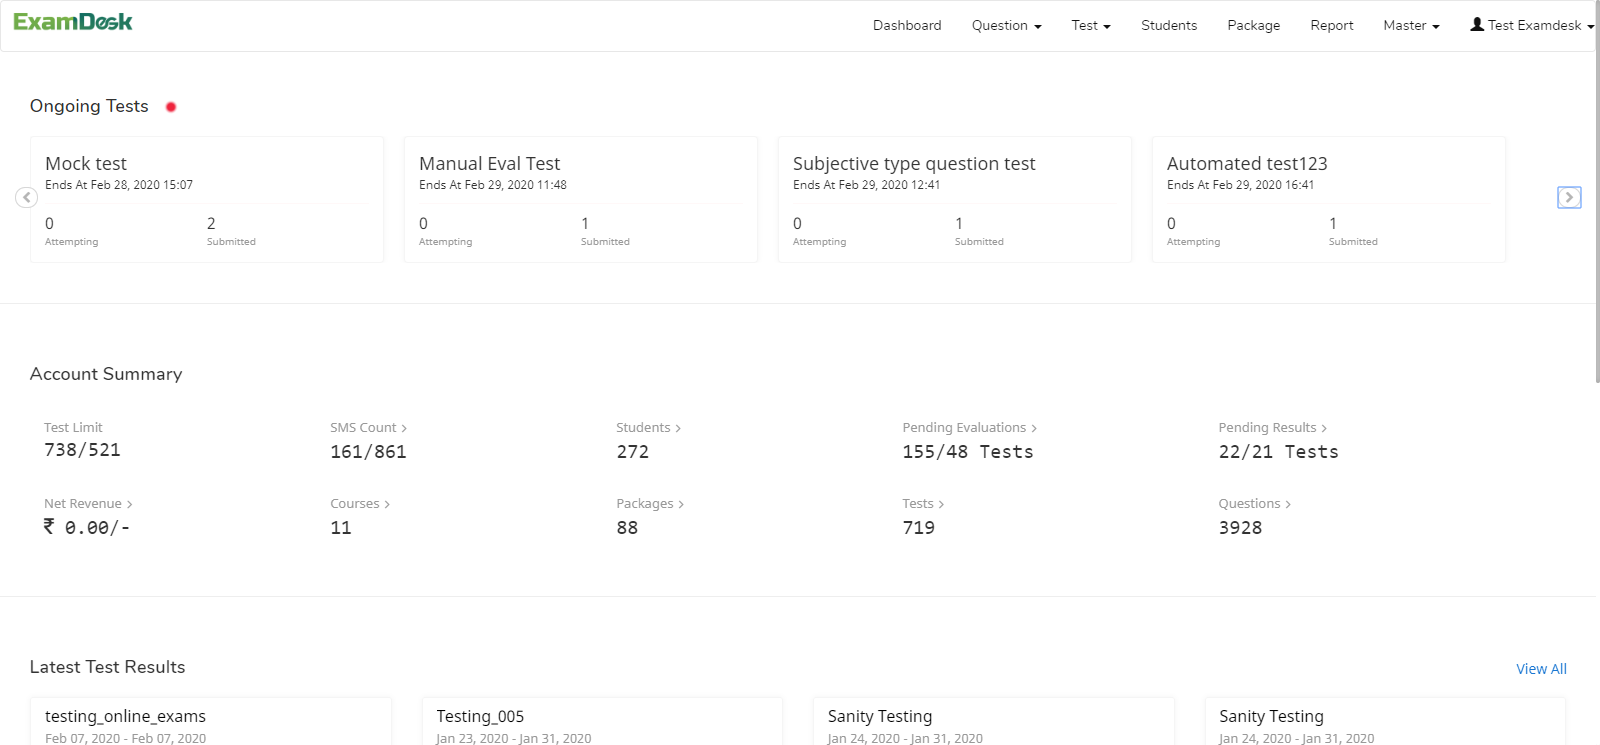 ExamDesk
Dashboard Question Test Students Package Report Master Test Examdesk
Ongoing Tests
Mock test
Ends At Feb 28, 2020 15:07
0 2
Attempting Submitted
Manual Eval Test
Ends At Feb 29, 2020 11:48
0 1
Attempting Submitted
Subjective type question test
Ends At Feb 29, 2020 12:41
0 1
Attempting Submitted
Automated test123
Ends At Feb 29, 2020 16:41
0 1
Attempting Submitted
Account Summary
Test Limit
738/521
SMS Count >
161/861
Students >
272
Pending Evaluations >
155/48 Tests
Pending Results >
22/21 Tests
Net Revenue >
₹ 0.00/-
Courses >
11
Packages >
88
Tests >
719
Questions >
3928
Latest Test Results
View All
testing_online_exams
Feb 07, 2020 - Feb 07, 2020
Testing_005
Jan 23, 2020 - Jan 31, 2020
Sanity Testing
Jan 24, 2020 - Jan 31, 2020
Sanity Testing
Jan 24, 2020 - Jan 31, 2020